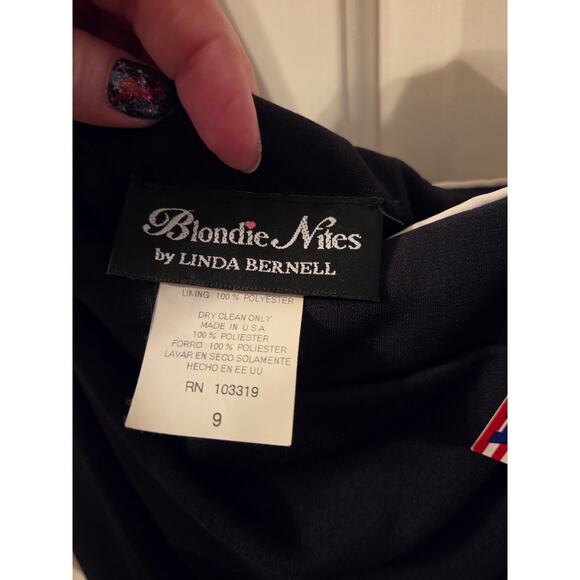 Blondie Nites
by LINDA BERNELL
LINING: 100% POLYESTER
DRY CLEAN ONLY
MADE IN U.S.A
100% POLIESTER
FORRO: 100% POLIESTER
LAVAR EN SECO SOLAMENTE
HECHO EN EE UU
RN 103319
9